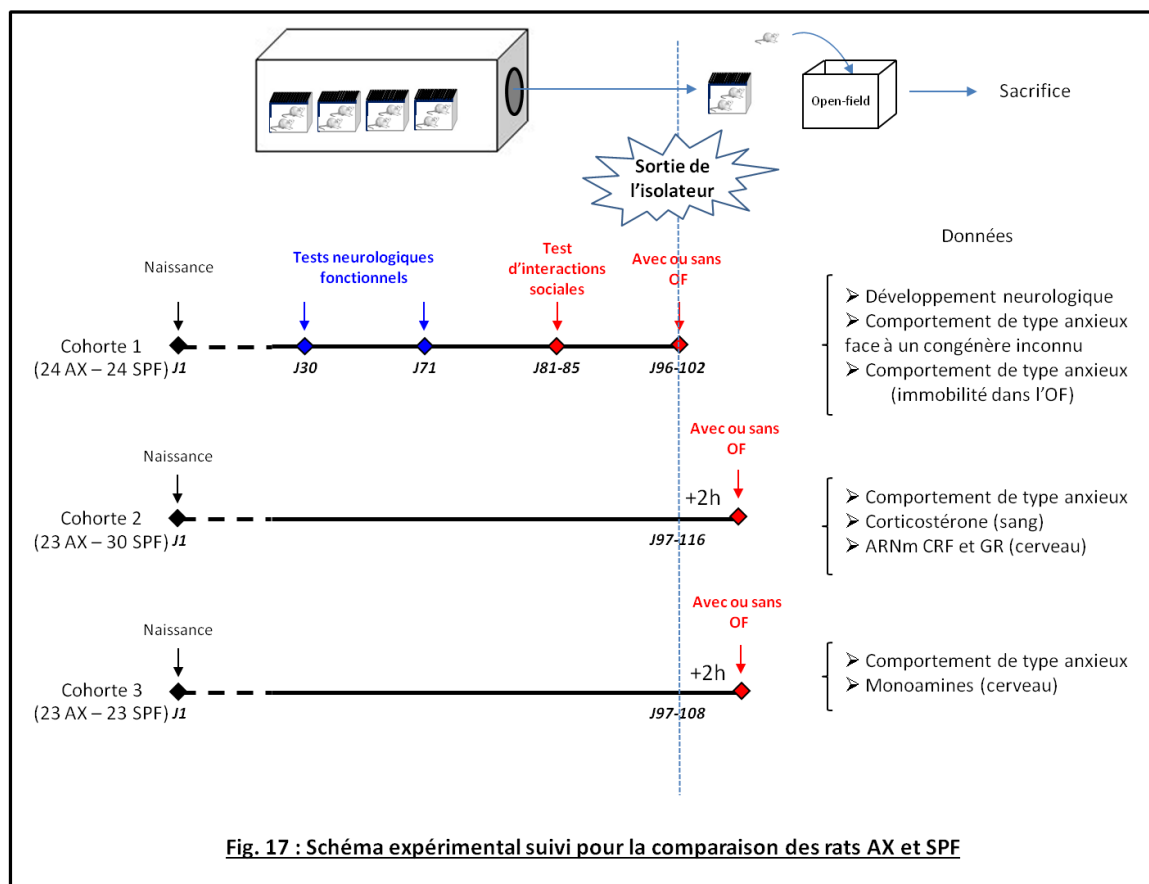 Open-field
Sacrifice
Sortie de
l'isolateur
Données
Naissance
Tests neurologiques
fonctionnels
Test
d'interactions
sociales
Avec ou sans
OF
Cohorte 1
(24 AX – 24 SPF)
J1
J30
J71
J81-85
J96-102
➢ Développement neurologique
➢ Comportement de type anxieux
face à un congénère inconnu
➢ Comportement de type anxieux
(immobilité dans l'OF)
Naissance
Avec ou sans
OF
+2h
Cohorte 2
(23 AX – 30 SPF)
J1
J97-116
➢ Comportement de type anxieux
➢ Corticostérone (sang)
➢ ARNm CRF et GR (cerveau)
Naissance
Avec ou sans
OF
+2h
Cohorte 3
(23 AX – 23 SPF)
J1
J97-108
➢ Comportement de type anxieux
➢ Monoamines (cerveau)
Fig. 17 : Schéma expérimental suivi pour la comparaison des rats AX et SPF